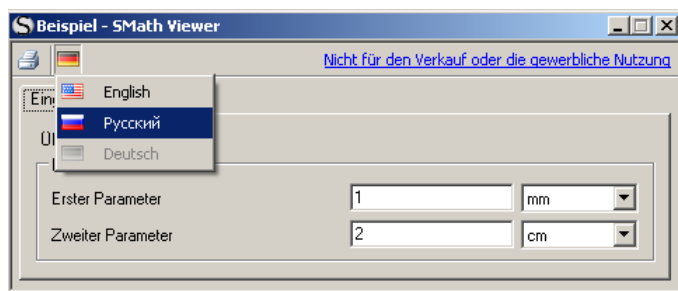 Beispiel - SMath Viewer
Nicht für den Verkauf oder die gewerbliche Nutzung
English
Русский
Deutsch
Erster Parameter 1 mm
Zweiter Parameter 2 cm